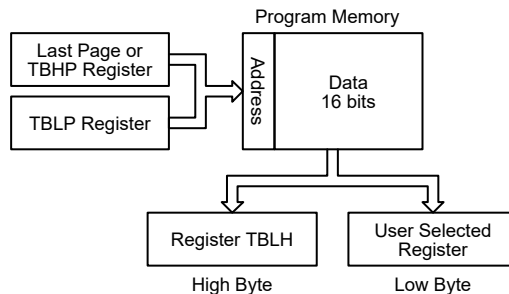 Program Memory
Last Page or
TBHP Register
TBLP Register
Address
Data
16 bits
Register TBLH
User Selected
Register
High Byte
Low Byte